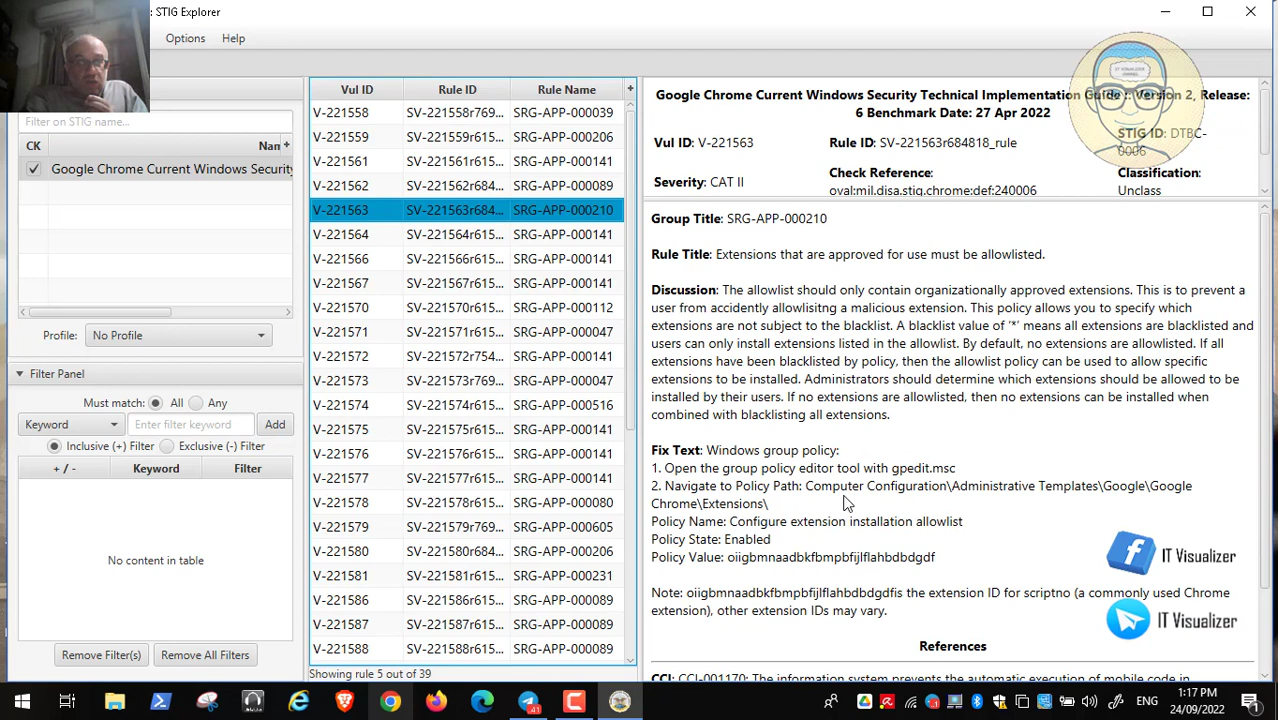 : STIG Explorer
Options Help
Filter on STIG name...
CK Nan +
Google Chrome Current Windows Security
Profile: No Profile
Filter Panel
Must match: All Any
Keyword Enter filter keyword Add
Inclusive (+) Filter Exclusive (-) Filter
+ / - Keyword Filter
No content in table
Remove Filter(s) Remove All Filters
Vul ID Rule ID Rule Name +
V-221558 SV-221558r769... SRG-APP-000039
V-221559 SV-221559r615... SRG-APP-000206
V-221561 SV-221561r615... SRG-APP-000141
V-221562 SV-221562r684... SRG-APP-000089
V-221563 SV-221563r684... SRG-APP-000210
V-221564 SV-221564r615... SRG-APP-000141
V-221566 SV-221566r615... SRG-APP-000141
V-221567 SV-221567r615... SRG-APP-000141
V-221570 SV-221570r615... SRG-APP-000112
V-221571 SV-221571r615... SRG-APP-000047
V-221572 SV-221572r754... SRG-APP-000141
V-221573 SV-221573r769... SRG-APP-000047
V-221574 SV-221574r615... SRG-APP-000516
V-221575 SV-221575r615... SRG-APP-000141
V-221576 SV-221576r615... SRG-APP-000141
V-221577 SV-221577r615... SRG-APP-000141
V-221578 SV-221578r615... SRG-APP-000080
V-221579 SV-221579r769... SRG-APP-000605
V-221580 SV-221580r684... SRG-APP-000206
V-221581 SV-221581r615... SRG-APP-000231
V-221586 SV-221586r615... SRG-APP-000089
V-221587 SV-221587r615... SRG-APP-000089
V-221588 SV-221588r615... SRG-APP-000089
Showing rule 5 out of 39
Google Chrome Current Windows Security Technical Implementation Guide :: Version 2, Release:
6 Benchmark Date: 27 Apr 2022
Vul ID: V-221563 Rule ID: SV-221563r684818_rule STIG ID: DTBC-
0006
Severity: CAT II Check Reference: Classification:
oval:mil.disa.stig.chrome:def:240006 Unclass
Group Title: SRG-APP-000210
Rule Title: Extensions that are approved for use must be allowlisted.
Discussion: The allowlist should only contain organizationally approved extensions. This is to prevent a
user from accidently allowlisitng a malicious extension. This policy allows you to specify which
extensions are not subject to the blacklist. A blacklist value of '*' means all extensions are blacklisted and
users can only install extensions listed in the allowlist. By default, no extensions are allowlisted. If all
extensions have been blacklisted by policy, then the allowlist policy can be used to allow specific
extensions to be installed. Administrators should determine which extensions should be allowed to be
installed by their users. If no extensions are allowlisted, then no extensions can be installed when
combined with blacklisting all extensions.
Fix Text: Windows group policy:
1. Open the group policy editor tool with gpedit.msc
2. Navigate to Policy Path: Computer Configuration\Administrative Templates\Google\Google
Chrome\Extensions\
Policy Name: Configure extension installation allowlist
Policy State: Enabled
Policy Value: oiigbmnaadbkfbmpbfijlflahbdbdgdf
Note: oiigbmnaadbkfbmpbfijlflahbdbdgdfis the extension ID for scriptno (a commonly used Chrome
extension), other extension IDs may vary.
IT Visualizer
IT Visualizer
References
CCI: CCI-001170: The information system prevents the automatic execution of mobile code in
41
ENG
1:17 PM
24/09/2022
1